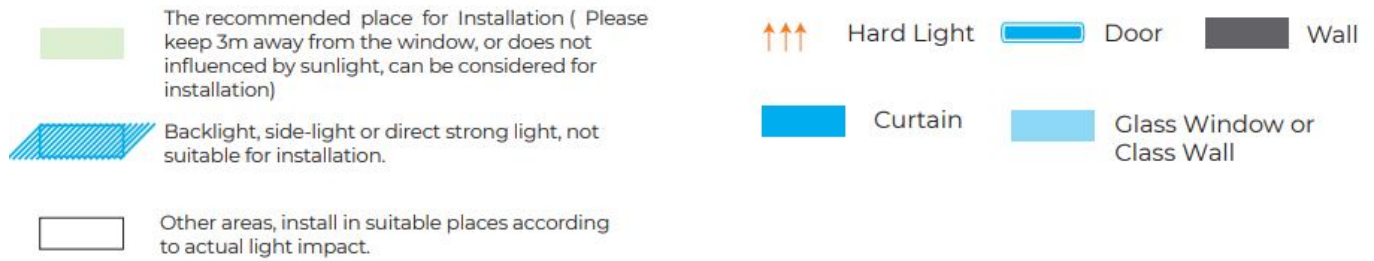 The recommended place for Installation ( Please
keep 3m away from the window, or does not
influenced by sunlight, can be considered for
installation)
Backlight, side-light or direct strong light, not
suitable for installation.
Other areas, install in suitable places according
to actual light impact.
Hard Light
Door
Wall
Curtain
Glass Window or
Class Wall